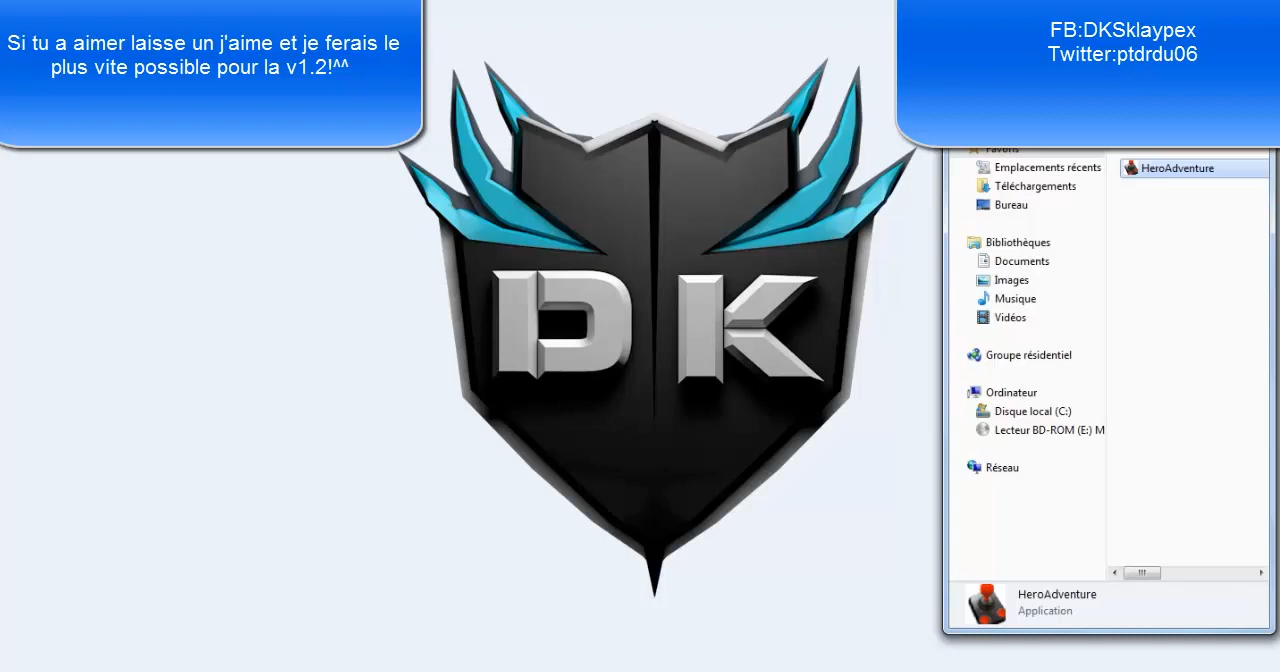 Si tu a aimer laisse un j'aime et je ferais le
plus vite possible pour la v1.2!^^
FB:DKSklaypex
Twitter:ptdrdu06
DK
Favoris
Emplacements récents
Téléchargements
Bureau
Bibliothèques
Documents
Images
Musique
Vidéos
Groupe résidentiel
Ordinateur
Disque local (C:)
Lecteur BD-ROM (E:) M
Réseau
HeroAdventure
HeroAdventure
Application